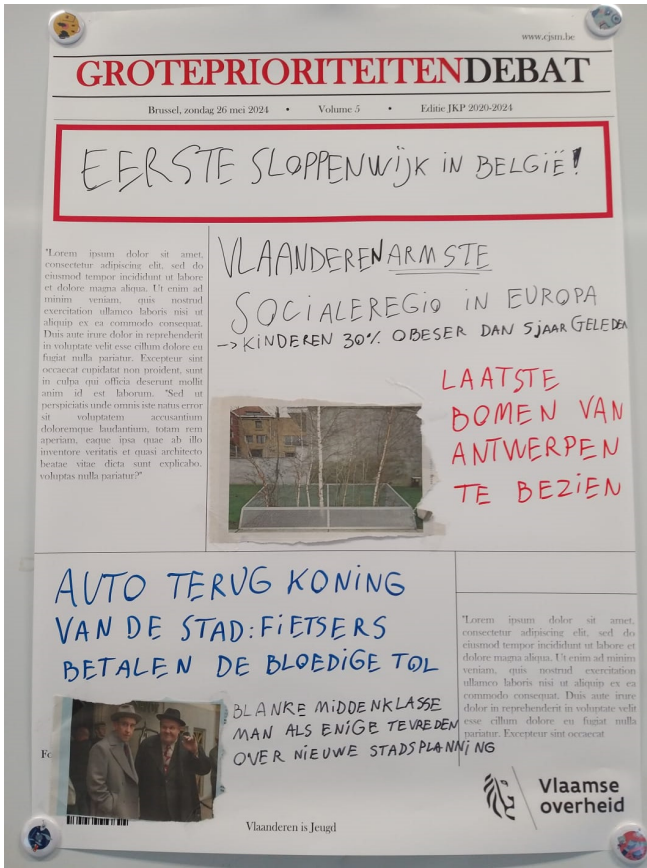 www.cjsm.be
GROTEPRIORITEITENDEBAT
Brussel, zondag 26 mei 2024 • Volume 5 • Editie JKP 2020-2024
EERSTE SLOPPENWIJK IN BELGIË!
"Lorem ipsum dolor sit amet,
consectetur adipiscing elit, sed do
eiusmod tempor incididunt ut labore
et dolore magna aliqua. Ut enim ad
minim veniam, quis nostrud
exercitation ullamco laboris nisi ut
aliquip ex ea commodo consequat.
Duis aute irure dolor in reprehenderit
in voluptate velit esse cillum dolore eu
fugiat nulla pariatur. Excepteur sint
occaecat cupidatat non proident, sunt
in culpa qui officia deserunt mollit
anim id est laborum. "Sed ut
perspiciatis unde omnis iste natus error
sit voluptatem accusantium
doloremque laudantium, totam rem
aperiam, eaque ipsa quae ab illo
inventore veritatis et quasi architecto
beatae vitae dicta sunt explicabo.
voluptas nulla pariatur?"
VLAANDEREN ARMSTE
SOCIALEREGIO IN EUROPA
-> KINDEREN 30% OBESER DAN 5 JAAR GELEDEN
LAATSTE
BOMEN VAN
ANTWERPEN
TE BEZIEN
AUTO TERUG KONING
VAN DE STAD: FIETSERS
BETALEN DE BLOEDIGE TOL
BLANKE MIDDENKLASSE
MAN ALS ENIGE TEVREDEN
OVER NIEUWE STADSPLANNING
"Lorem ipsum dolor sit amet,
consectetur adipiscing elit, sed do
eiusmod tempor incididunt ut labore et
dolore magna aliqua. Ut enim ad minim
veniam, quis nostrud exercitation
ullamco laboris nisi ut aliquip ex ea
commodo consequat. Duis aute irure
dolor in reprehenderit in voluptate velit
esse cillum dolore eu fugiat nulla
pariatur. Excepteur sint occaecat
Vlaanderen is Jeugd
Vlaamse
overheid